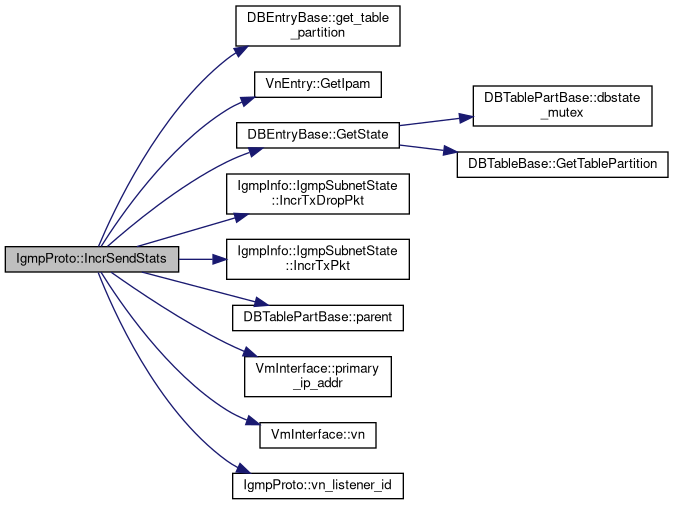 DBEntryBase::get_table
_partition
VnEntry::GetIpam
DBEntryBase::GetState
DBTablePartBase::dbstate
_mutex
DBTableBase::GetTablePartition
IgmpInfo::IgmpSubnetState
::IncrTxDropPkt
IgmpProto::IncrSendStats
IgmpInfo::IgmpSubnetState
::IncrTxPkt
DBTablePartBase::parent
VmInterface::primary
_ip_addr
VmInterface::vn
IgmpProto::vn_listener_id